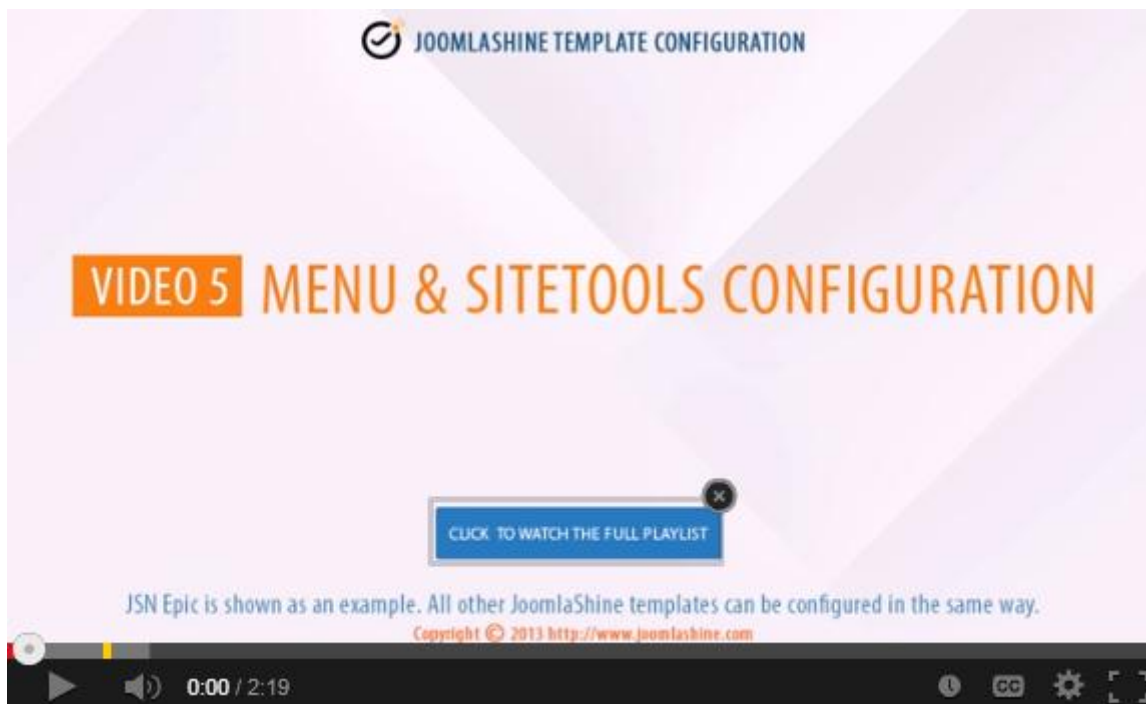 JOOMLASHINE TEMPLATE CONFIGURATION
VIDEO 5 MENU & SITETOOLS CONFIGURATION
CLICK TO WATCH THE FULL PLAYLIST
JSN Epic is shown as an example. All other JoomlaShine templates can be configured in the same way.
Copyright © 2013 http://www.joomlashine.com
0:00 / 2:19
CC